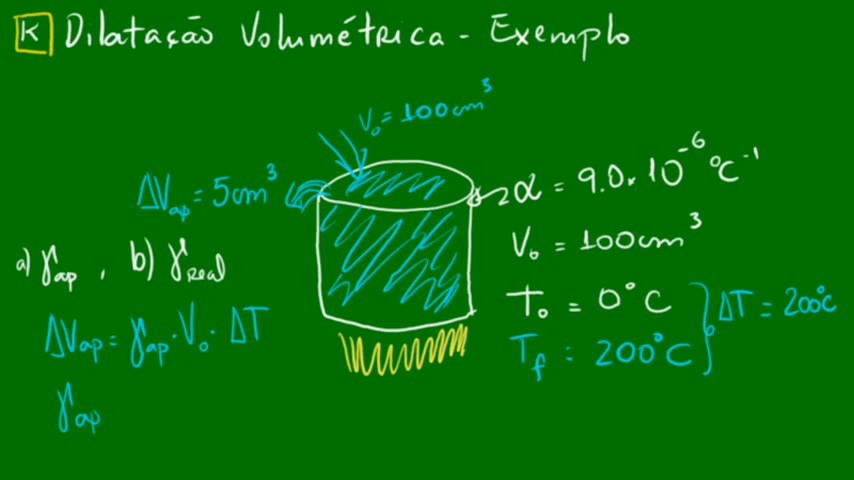 K Dilatação Volumétrica - Exemplo
V₀ = 100cm³
ΔVap = 5cm³
α = 9,0.10⁻⁶ °C⁻¹
a) γap , b) γReal
V₀ = 100cm³
T₀ = 0°C
ΔT = 200°C
ΔVap = γap . V₀ . ΔT
Tf = 200°C
γap